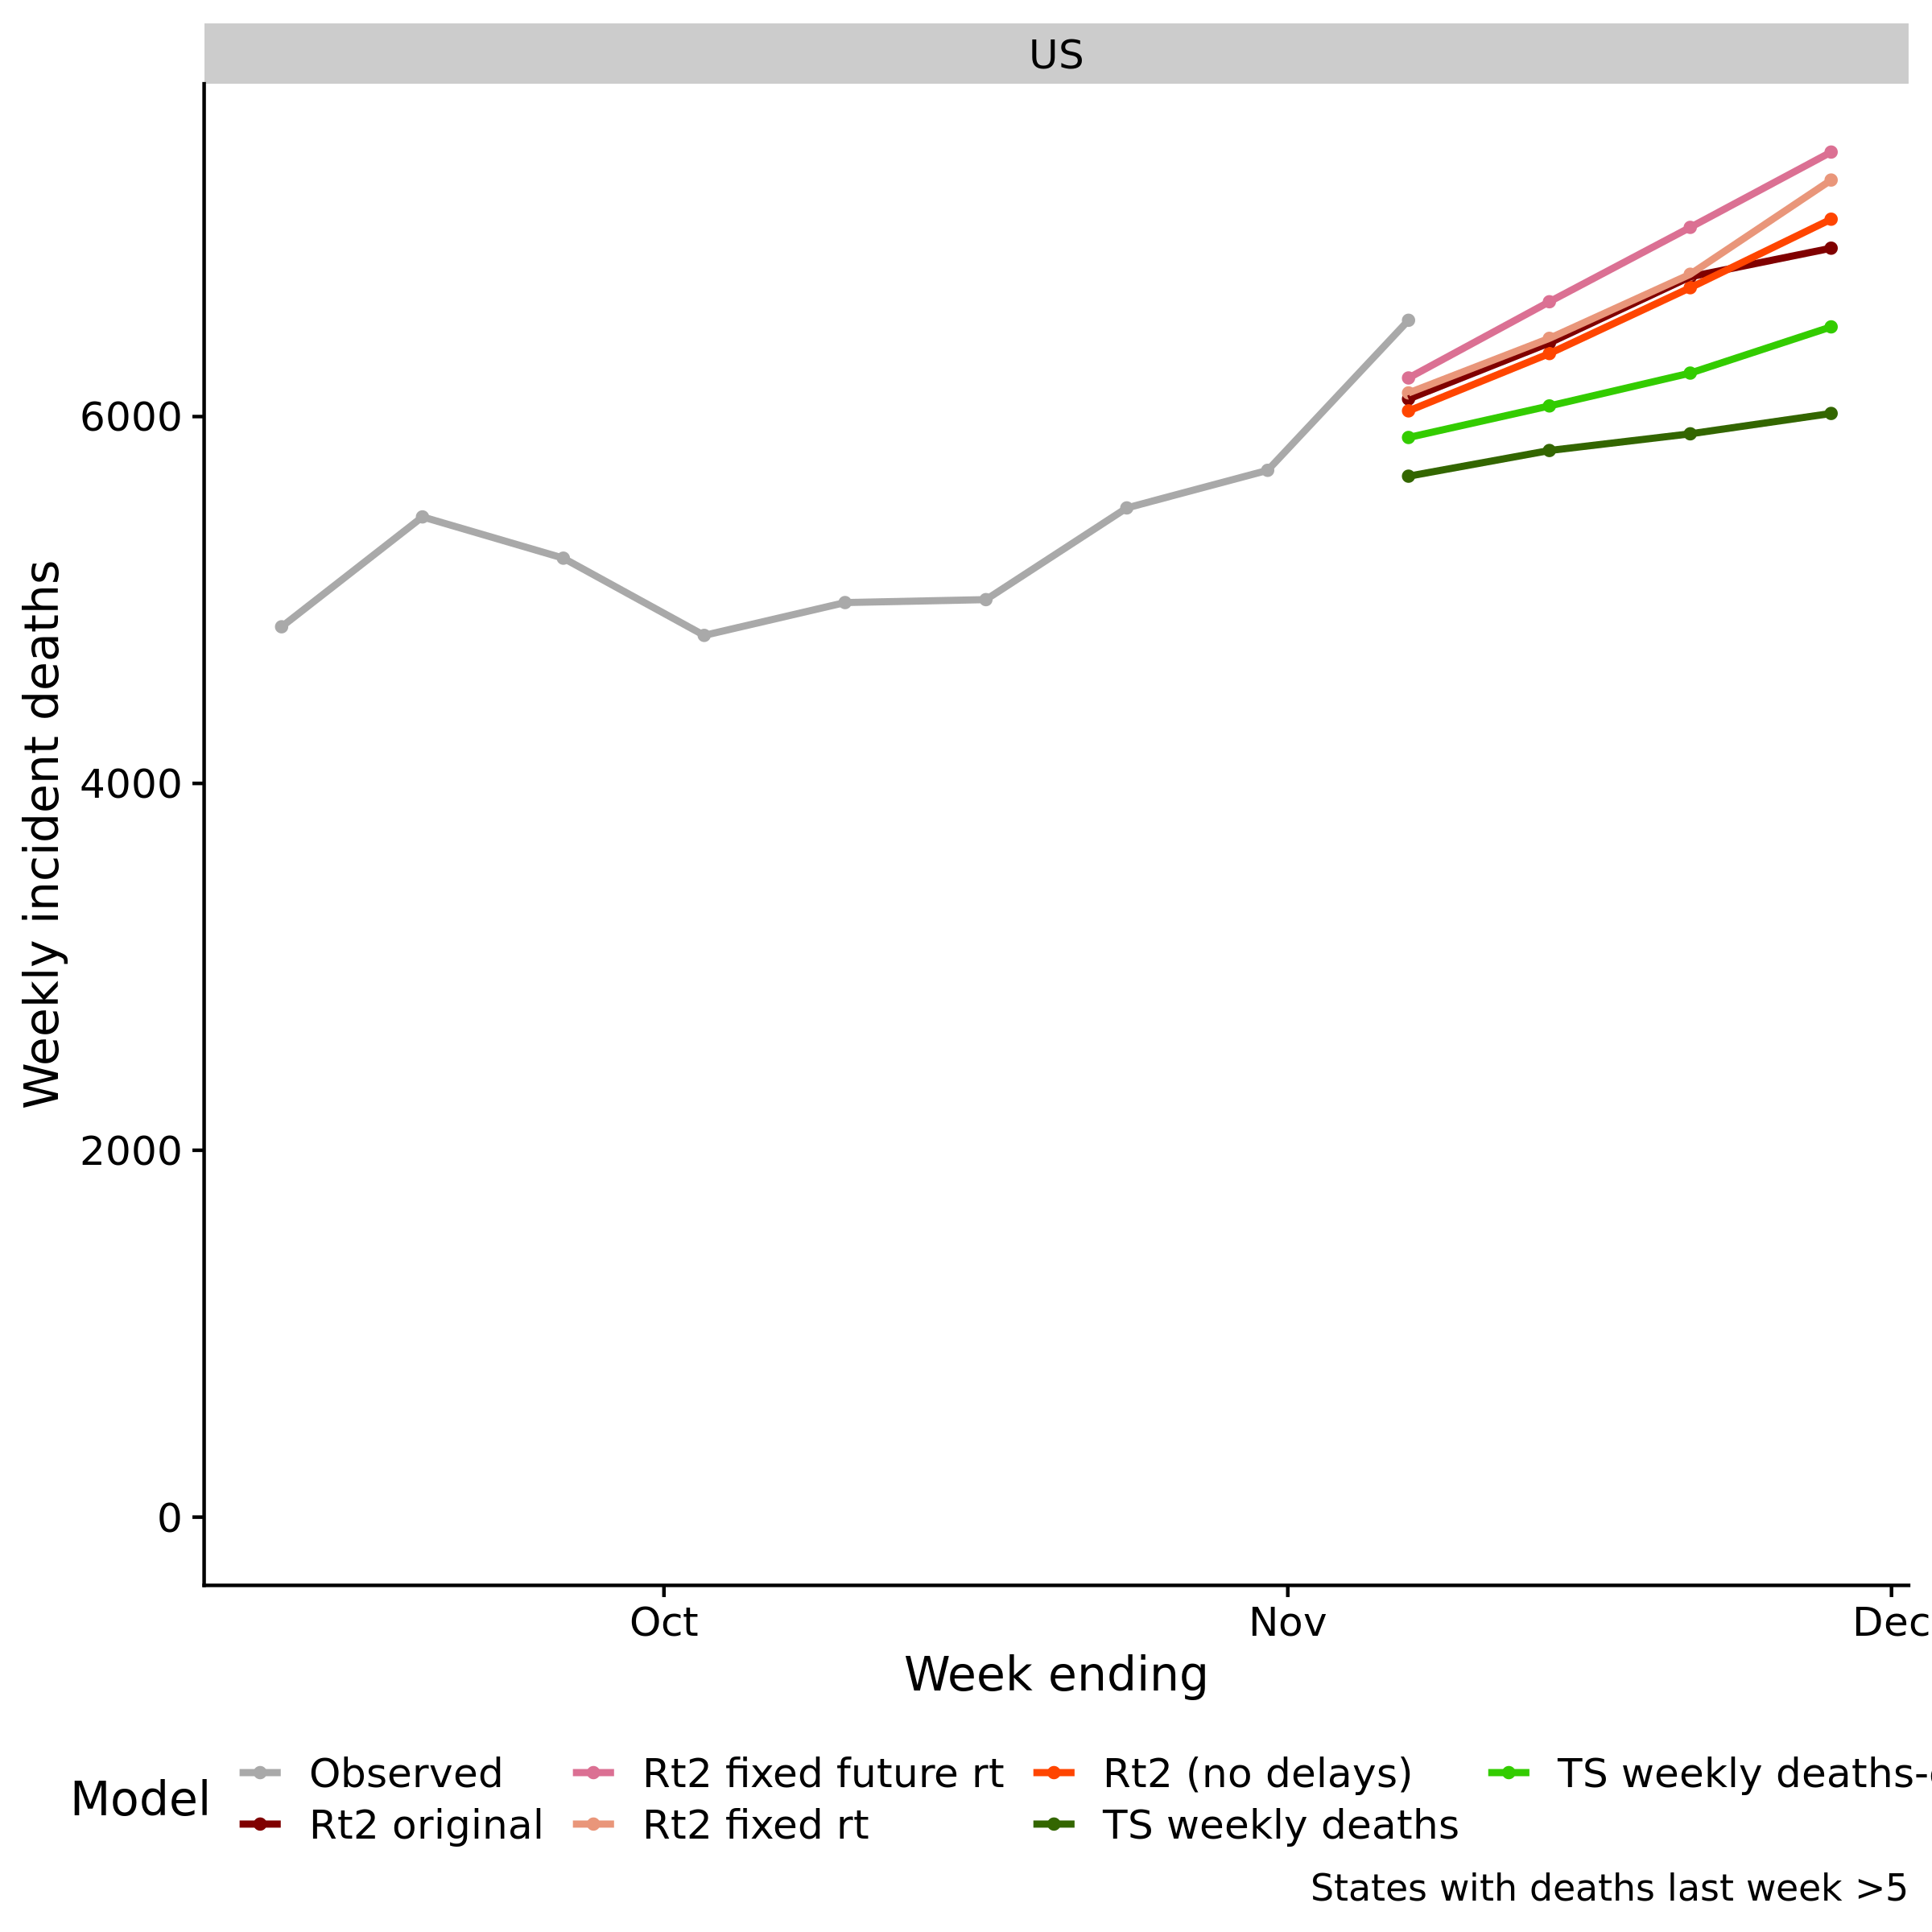 US
Weekly incident deaths
6000
4000
2000
0
Oct Nov Dec
Week ending
Model
Observed Rt2 fixed future rt Rt2 (no delays) TS weekly
Rt2 original Rt2 fixed rt TS weekly deaths
States with deaths last week >5